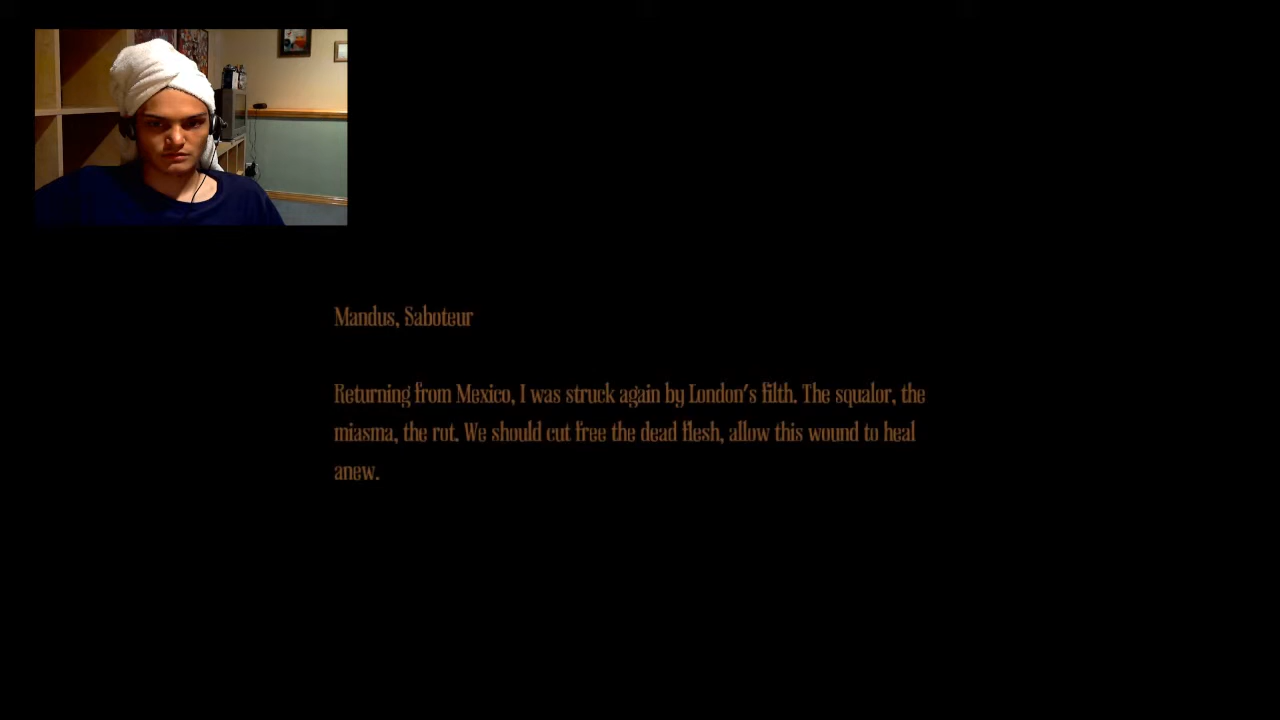 Mandus, Saboteur
Returning from Mexico, I was struck again by London's filth. The squalor, the
miasma, the rot. We should cut free the dead flesh, allow this wound to heal
anew.